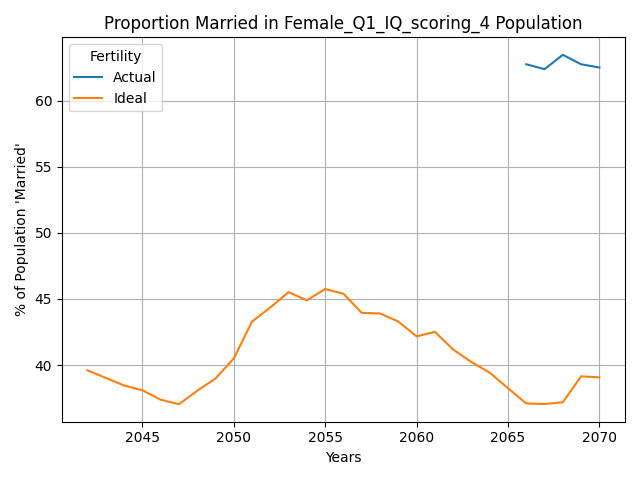 Proportion Married in Female_Q1_IQ_scoring_4 Population
Fertility
Actual
Ideal
% of Population 'Married'
60
55
50
45
40
2045 2050 2055 2060 2065 2070
Years